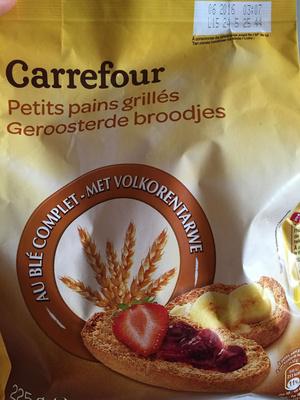 06 2016 03:07
L15 24 5 25 44
Carrefour
Petits pains grillés
Geroosterde broodjes
AU BLÉ COMPLET - MET VOLKORENTARWE
225 g